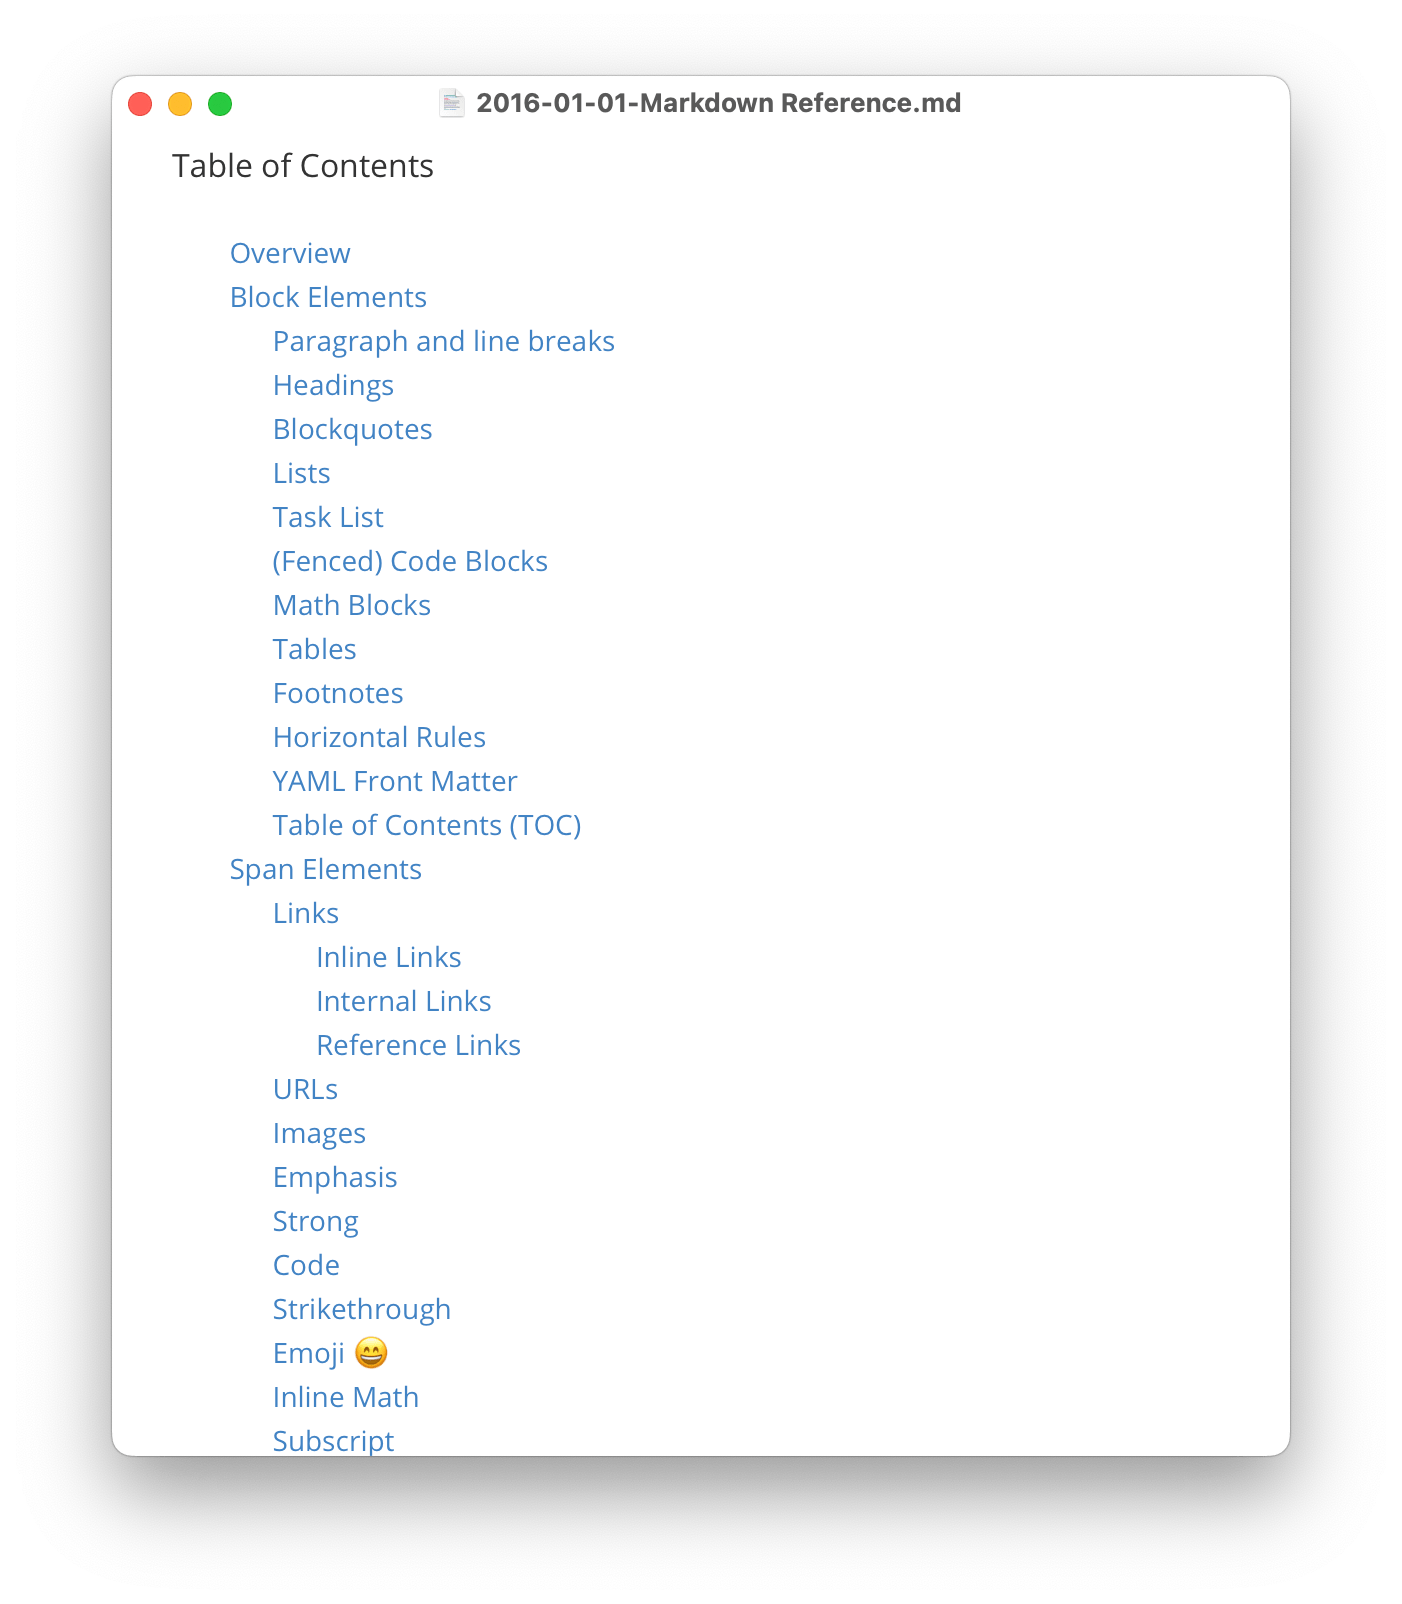 2016-01-01-Markdown Reference.md
Table of Contents
Overview
Block Elements
Paragraph and line breaks
Headings
Blockquotes
Lists
Task List
(Fenced) Code Blocks
Math Blocks
Tables
Footnotes
Horizontal Rules
YAML Front Matter
Table of Contents (TOC)
Span Elements
Links
Inline Links
Internal Links
Reference Links
URLs
Images
Emphasis
Strong
Code
Strikethrough
Emoji 😄
Inline Math
Subscript